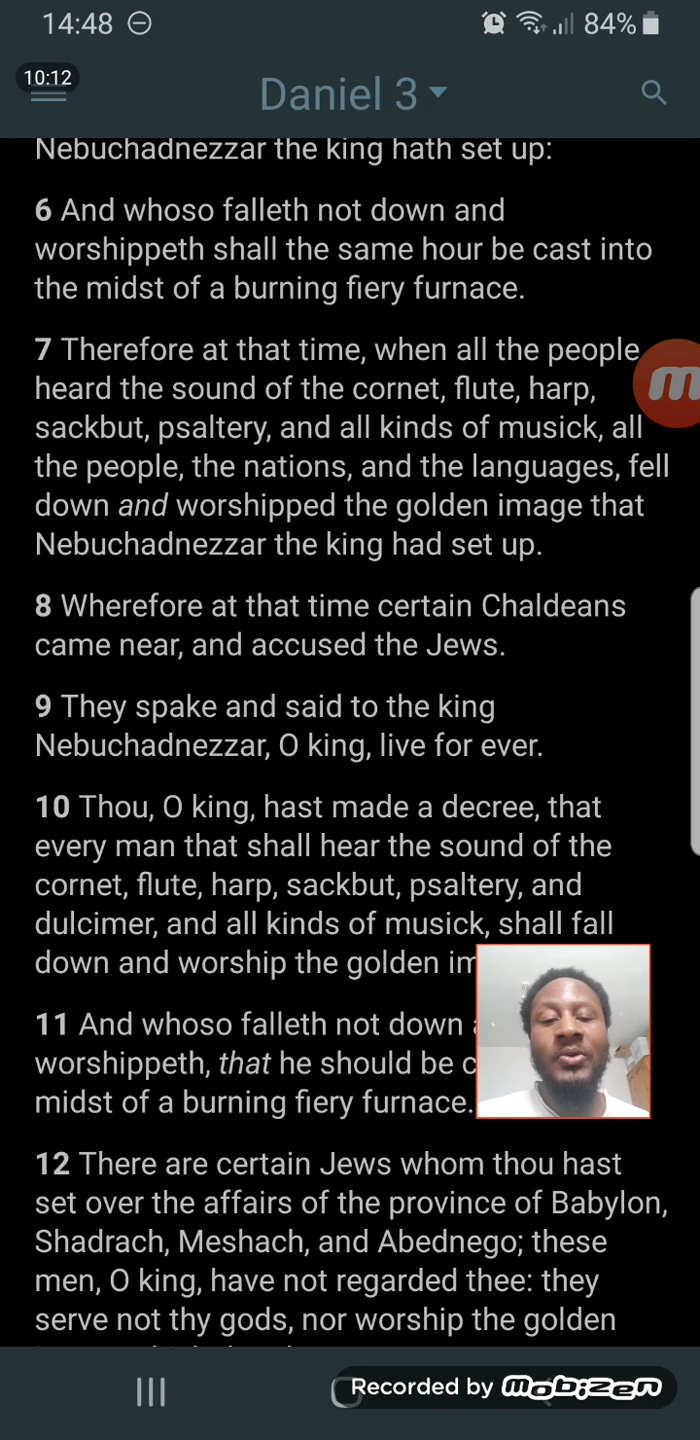 14:48
84%
10:12
Daniel 3
Nebuchadnezzar the king hath set up:
6 And whoso falleth not down and
worshippeth shall the same hour be cast into
the midst of a burning fiery furnace.
7 Therefore at that time, when all the people
heard the sound of the cornet, flute, harp,
sackbut, psaltery, and all kinds of musick, all
the people, the nations, and the languages, fell
down and worshipped the golden image that
Nebuchadnezzar the king had set up.
8 Wherefore at that time certain Chaldeans
came near, and accused the Jews.
9 They spake and said to the king
Nebuchadnezzar, O king, live for ever.
10 Thou, O king, hast made a decree, that
every man that shall hear the sound of the
cornet, flute, harp, sackbut, psaltery, and
dulcimer, and all kinds of musick, shall fall
down and worship the golden im
11 And whoso falleth not down
worshippeth, that he should be c
midst of a burning fiery furnace.
12 There are certain Jews whom thou hast
set over the affairs of the province of Babylon,
Shadrach, Meshach, and Abednego; these
men, O king, have not regarded thee: they
serve not thy gods, nor worship the golden
Recorded by mobizen